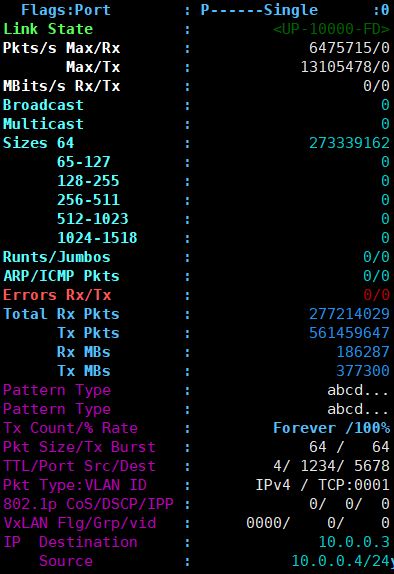 Flags:Port : P------Single :0
Link State : <UP-10000-FD>
Pkts/s Max/Rx : 6475715/0
Max/Tx : 13105478/0
MBits/s Rx/Tx : 0/0
Broadcast : 0
Multicast : 0
Sizes 64 : 273339162
65-127 : 0
128-255 : 0
256-511 : 0
512-1023 : 0
1024-1518 : 0
Runts/Jumbos : 0/0
ARP/ICMP Pkts : 0/0
Errors Rx/Tx : 0/0
Total Rx Pkts : 277214029
Tx Pkts : 561459647
Rx MBs : 186287
Tx MBs : 377300
Pattern Type : abcd...
Pattern Type : abcd...
Tx Count/% Rate : Forever /100%
Pkt Size/Tx Burst : 64 / 64
TTL/Port Src/Dest : 4/ 1234/ 5678
Pkt Type:VLAN ID : IPv4 / TCP:0001
802.1p CoS/DSCP/IPP : 0/ 0/ 0
VxLAN Flg/Grp/vid : 0000/ 0/ 0
IP Destination : 10.0.0.3
Source : 10.0.0.4/24y